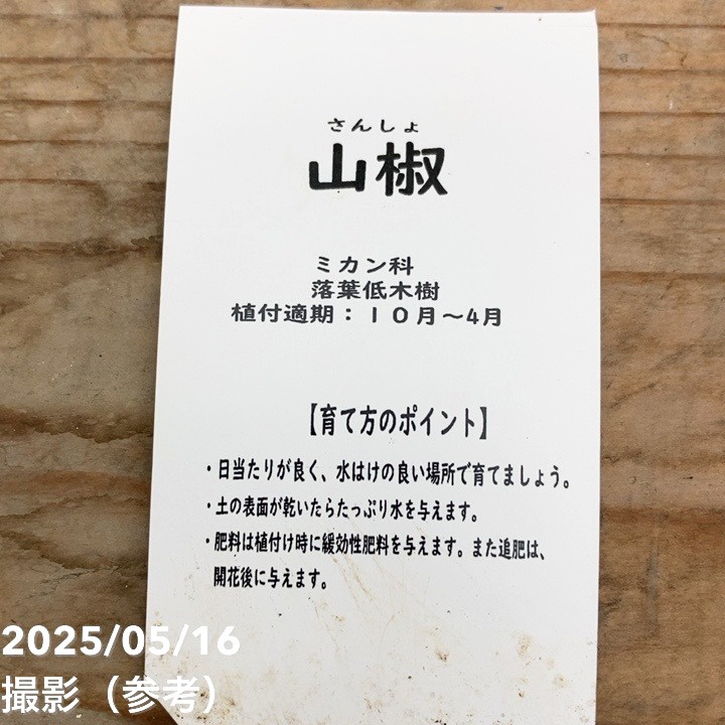 さんしょ
山椒
ミカン科
落葉低木樹
植付適期：１０月～4月
【育て方のポイント】
・日当たりが良く、水はけの良い場所で育てましょう。
・土の表面が乾いたらたっぷり水を与えます。
・肥料は植付け時に緩効性肥料を与えます。また追肥は、
開花後に与えます。
2025/05/16
撮影（参考）